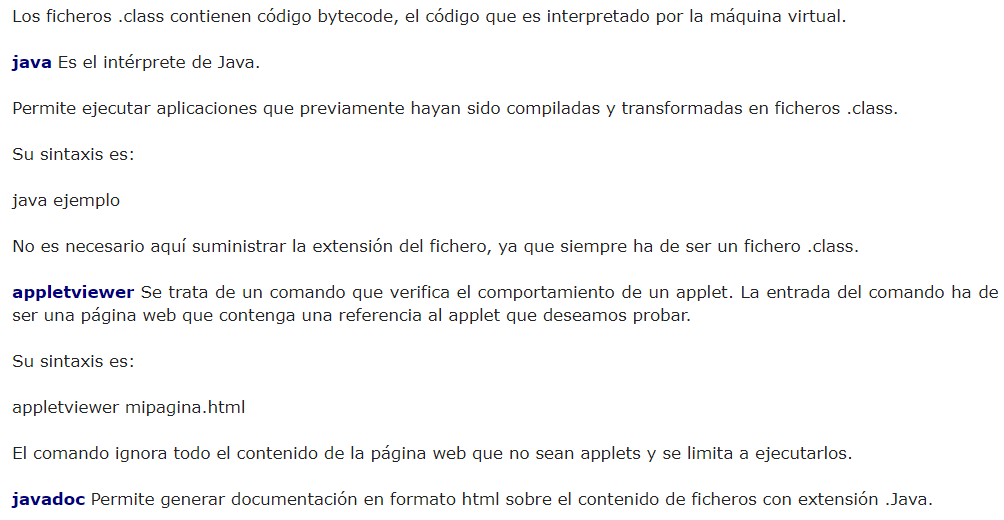 Los ficheros .class contienen código bytecode, el código que es interpretado por la máquina virtual.
java Es el intérprete de Java.
Permite ejecutar aplicaciones que previamente hayan sido compiladas y transformadas en ficheros .class.
Su sintaxis es:
java ejemplo
No es necesario aquí suministrar la extensión del fichero, ya que siempre ha de ser un fichero .class.
appletviewer Se trata de un comando que verifica el comportamiento de un applet. La entrada del comando ha de
ser una página web que contenga una referencia al applet que deseamos probar.
Su sintaxis es:
appletviewer mipagina.html
El comando ignora todo el contenido de la página web que no sean applets y se limita a ejecutarlos.
javadoc Permite generar documentación en formato html sobre el contenido de ficheros con extensión .Java.